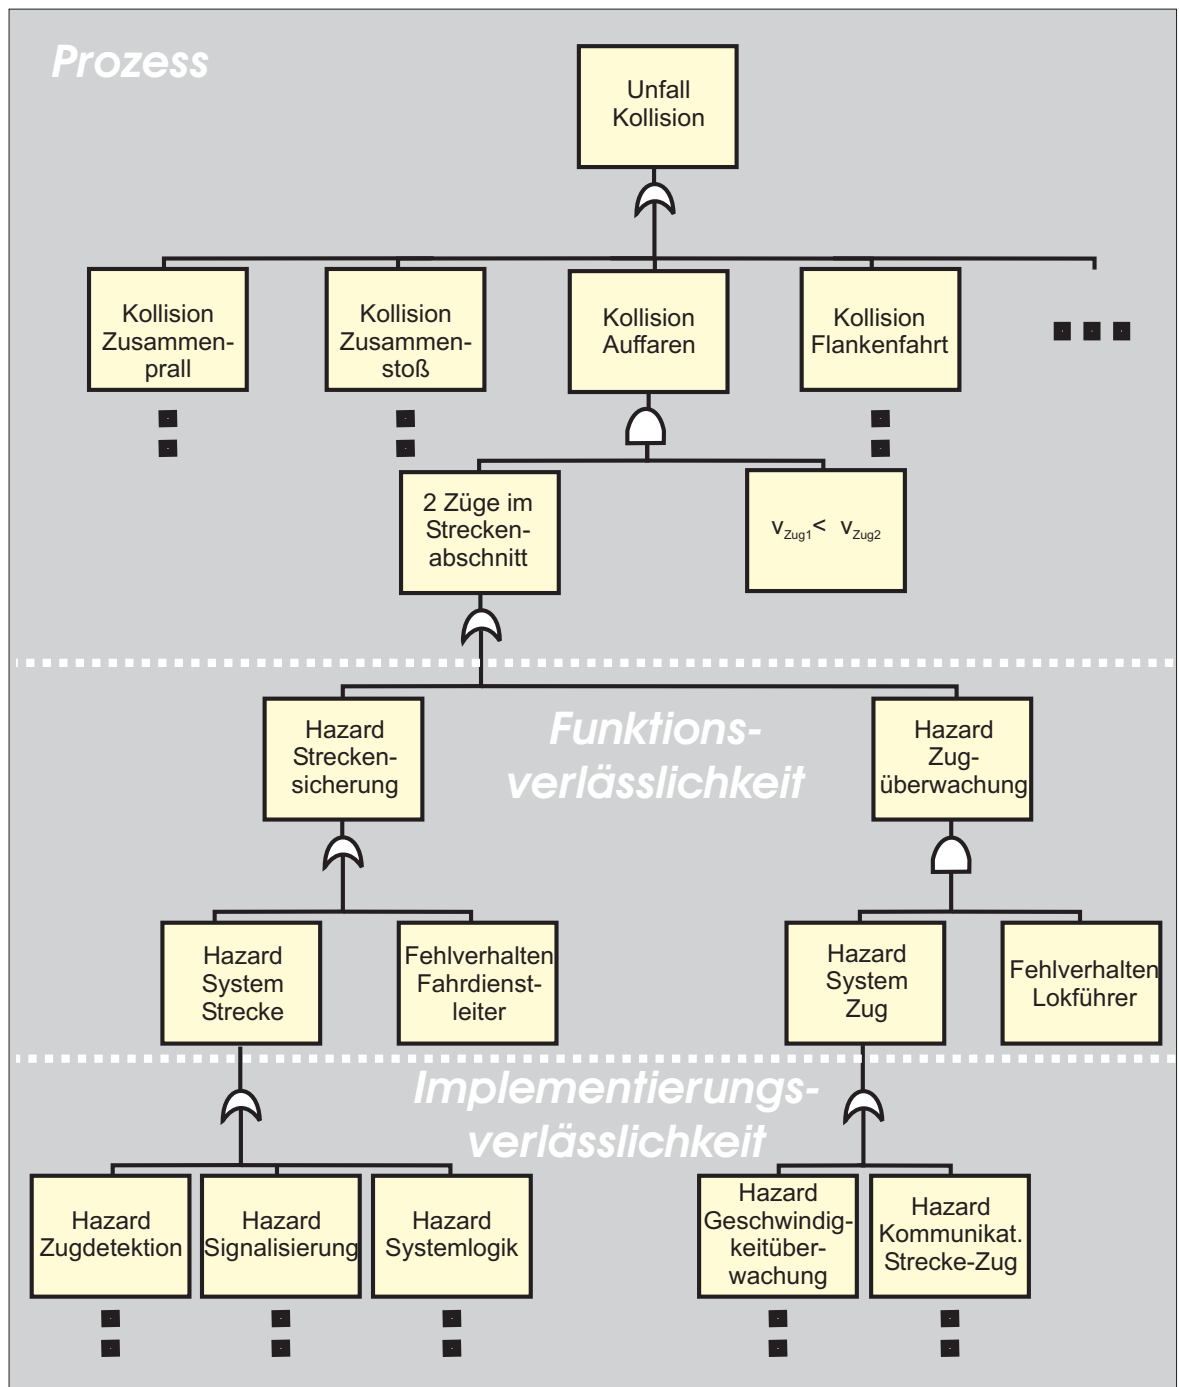 Prozess
Unfall
Kollision
Kollision
Zusammen-
prall
Kollision
Zusammen-
stoß
Kollision
Auffaren
Kollision
Flankenfahrt
2 Züge im
Strecken-
abschnitt
vZug1< vZug2
Funktions-
verlässlichkeit
Hazard
Strecken-
sicherung
Hazard
Zug-
überwachung
Hazard
System
Strecke
Fehlverhalten
Fahrdienst-
leiter
Hazard
System
Zug
Fehlverhalten
Lokführer
Implementierungs-
verlässlichkeit
Hazard
Zugdetektion
Hazard
Signalisierung
Hazard
Systemlogik
Hazard
Geschwindig-
keitüber-
wachung
Hazard
Kommunikat.
Strecke-Zug